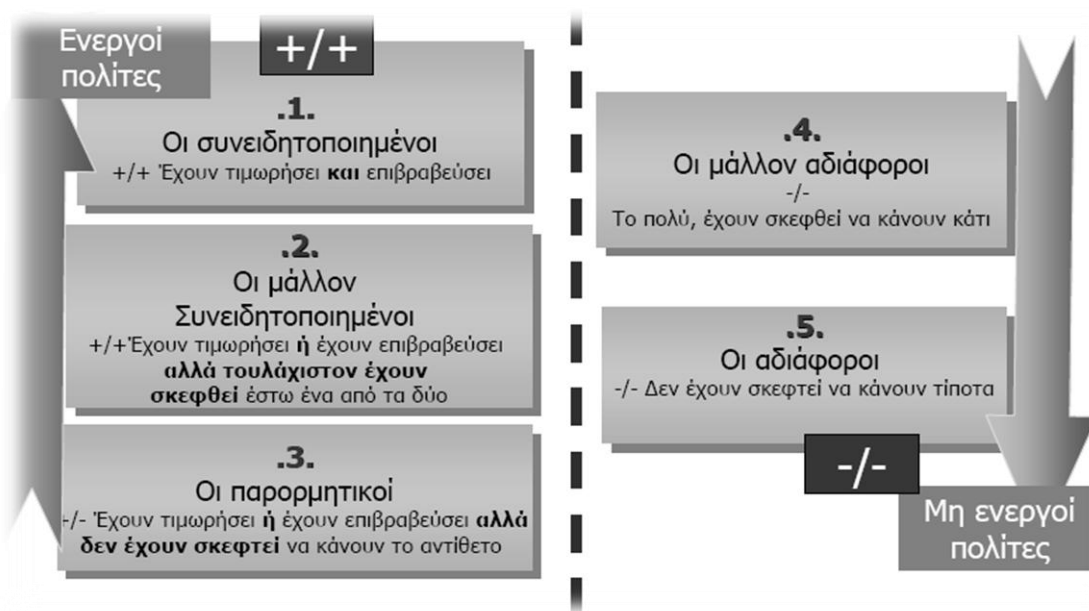 Ενεργοί
πολίτες
+/+
.1.
Οι συνειδητοποιημένοι
+/+ Έχουν τιμωρήσει και επιβραβεύσει
.2.
Οι μάλλον
Συνειδητοποιημένοι
+/+Έχουν τιμωρήσει ή έχουν επιβραβεύσει
αλλά τουλάχιστον έχουν
σκεφθεί έστω ένα από τα δύο
.3.
Οι παρορμητικοί
+/- Έχουν τιμωρήσει ή έχουν επιβραβεύσει αλλά
δεν έχουν σκεφτεί να κάνουν το αντίθετο
.4.
Οι μάλλον αδιάφοροι
-/-
Το πολύ, έχουν σκεφθεί να κάνουν κάτι
.5.
Οι αδιάφοροι
-/- Δεν έχουν σκεφτεί να κάνουν τίποτα
-/-
Μη ενεργοί
πολίτες